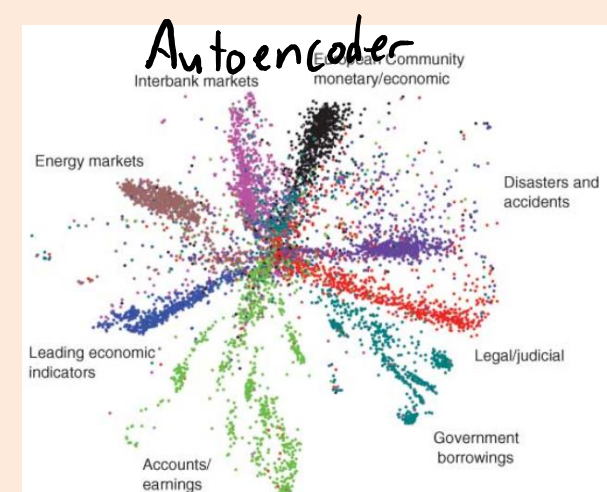 Autoencoder
European Community
monetary/economic
Interbank markets
Energy markets
Disasters and
accidents
Leading economic
indicators
Legal/judicial
Government
borrowings
Accounts/
earnings